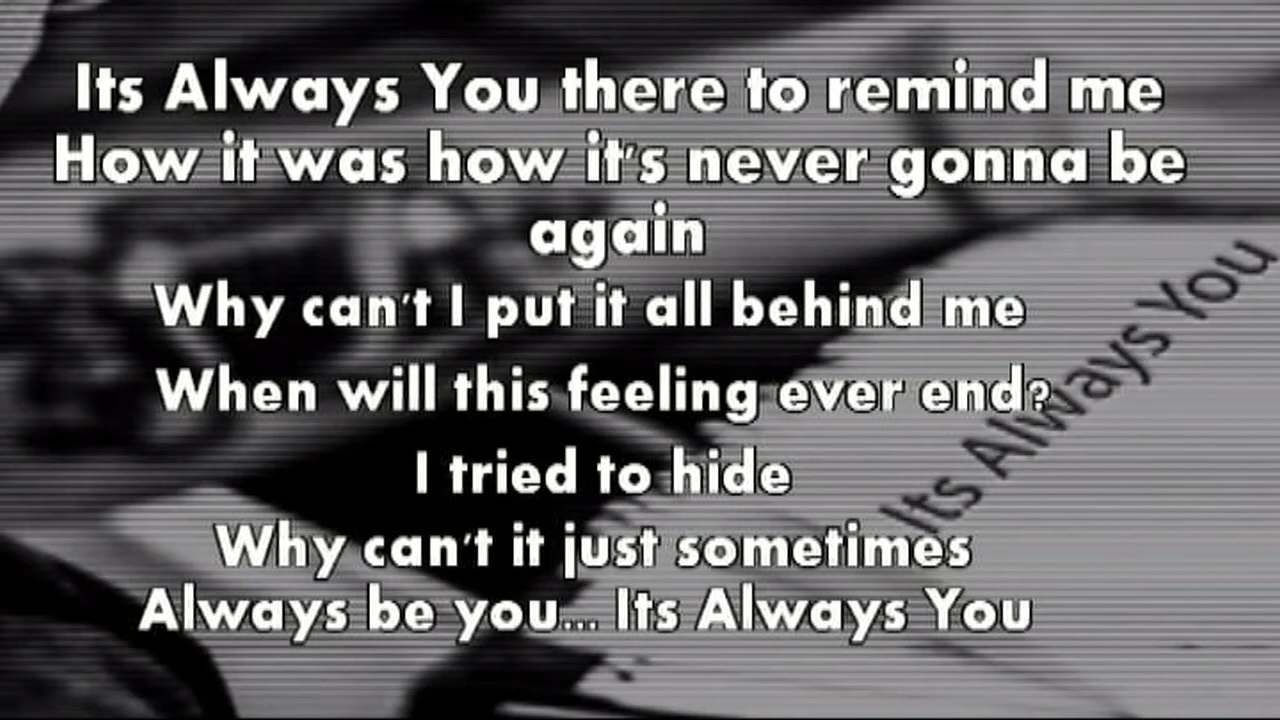 Its Always You there to remind me
How it was how it's never gonna be
again
Why can't I put it all behind me
When will this feeling ever end?
I tried to hide
Why can't it just sometimes
Always be you... Its Always You
Its Always You